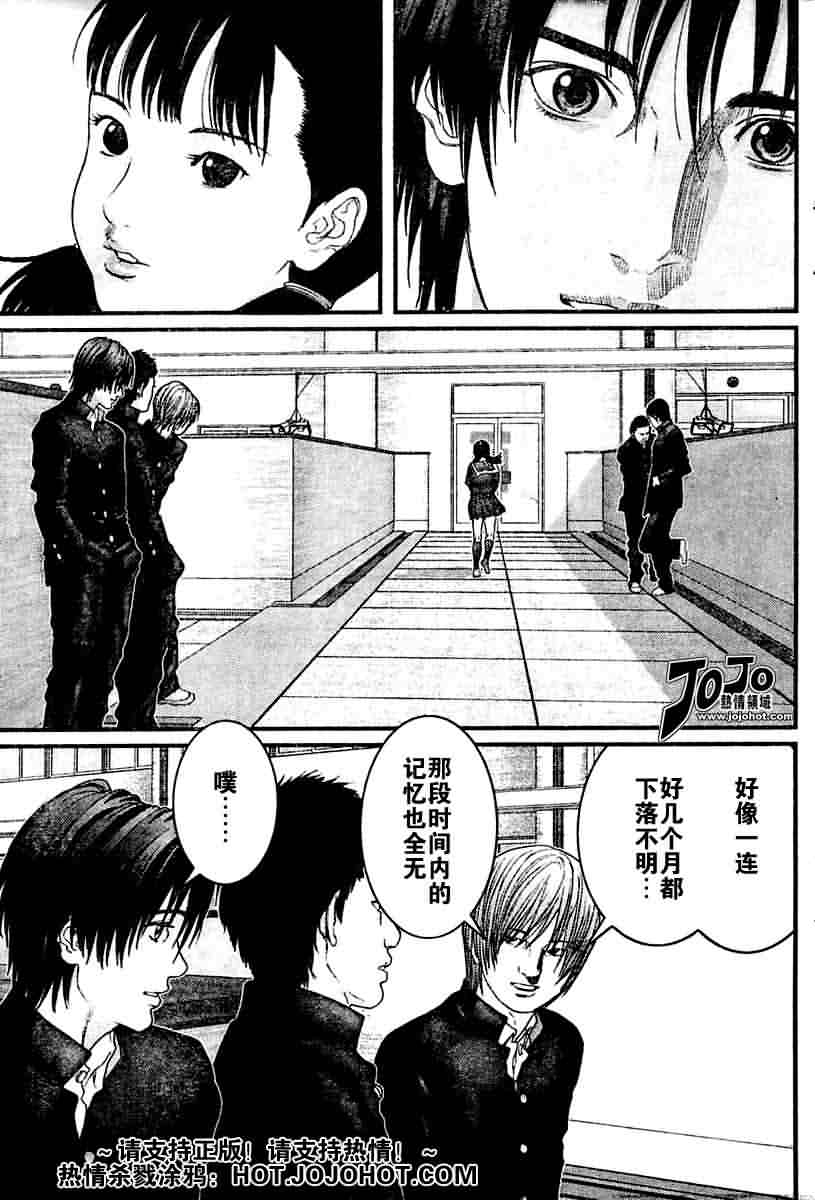 JOJO
熱情領域
www.jojohot.com
好像一连
好几个月都
下落不明…
那段时间内的
记忆也全无
噗……
~请支持正版！请支持热情！~
热情杀戮涂鸦：HOT.JOJOHOT.COM